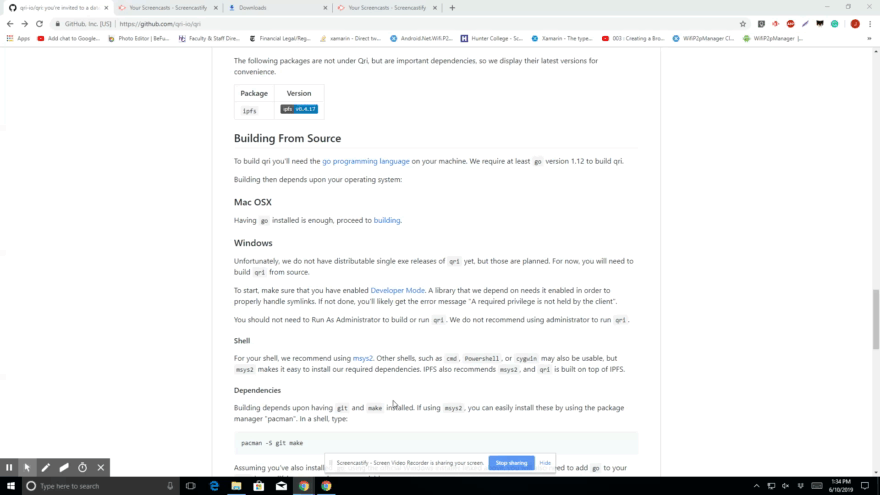 qri-io/qri: you're invited to a dat
Your Screencasts - Screencastify
Downloads
Your Screencasts - Screencastify
GitHub, Inc. [US] | https://github.com/qri-io/qri
Apps Add chat to Google... Photo Editor | BeFu... Faculty & Staff Dire... Financial/Legal/Reg... xamarin - Direct tw... Android.Net.Wifi.P2... Hunter College - Sc... Xamarin - The type... 003 : Creating a Bro... WifiP2pManager Cl... WifiP2pManager |...
The following packages are not under Qri, but are important dependencies, so we display their latest versions for
convenience.
Package Version
ipfs ipfs v0.4.17
Building From Source
To build qri you'll need the go programming language on your machine. We require at least go version 1.12 to build qri.
Building then depends upon your operating system:
Mac OSX
Having go installed is enough, proceed to building.
Windows
Unfortunately, we do not have distributable single exe releases of qri yet, but those are planned. For now, you will need to
build qri from source.
To start, make sure that you have enabled Developer Mode. A library that we depend on needs it enabled in order to
properly handle symlinks. If not done, you'll likely get the error message "A required privilege is not held by the client".
You should not need to Run As Administrator to build or run qri. We do not recommend using administrator to run qri.
Shell
For your shell, we recommend using msys2. Other shells, such as cmd, Powershell, or cygwin may also be usable, but
msys2 makes it easy to install our required dependencies. IPFS also recommends msys2, and qri is built on top of IPFS.
Dependencies
Building depends upon having git and make installed. If using msys2, you can easily install these by using the package
manager "pacman". In a shell, type:
pacman -S git make
Assuming you've also install
need to add go to your
Screencastify - Screen Video Recorder is sharing your screen. Stop sharing Hide
Type here to search
1:34 PM
6/10/2019